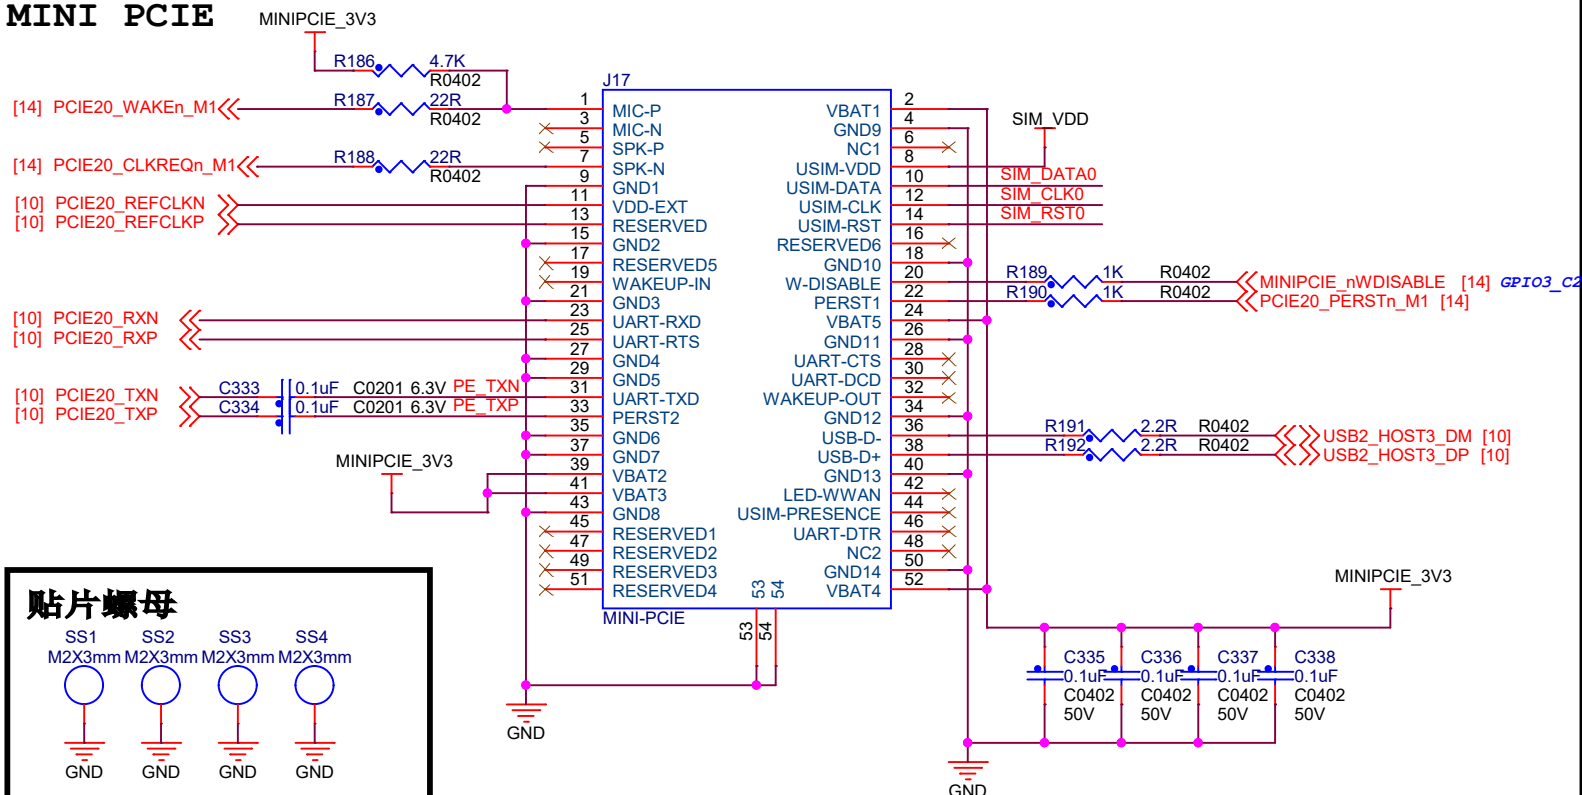 MINI PCIE
MINIPCIE_3V3
R186 4.7K
R0402
[14] PCIE20_WAKEn_M1 R187 22R
R0402
[14] PCIE20_CLKREQn_M1 R188 22R
R0402
[10] PCIE20_REFCLKN
[10] PCIE20_REFCLKP
[10] PCIE20_RXN
[10] PCIE20_RXP
[10] PCIE20_TXN C333 0.1uF C0201 6.3V PE_TXN
[10] PCIE20_TXP C334 0.1uF C0201 6.3V PE_TXP
MINIPCIE_3V3
J17
1 MIC-P VBAT1 2
3 MIC-N GND9 4
5 SPK-P NC1 6
7 SPK-N USIM-VDD 8
9 GND1 USIM-DATA 10
11 VDD-EXT USIM-CLK 12
13 RESERVED USIM-RST 14
15 GND2 RESERVED6 16
17 RESERVED5 GND10 18
19 WAKEUP-IN W-DISABLE 20
21 GND3 PERST1 22
23 UART-RXD VBAT5 24
25 UART-RTS GND11 26
27 GND4 UART-CTS 28
29 GND5 UART-DCD 30
31 UART-TXD WAKEUP-OUT 32
33 PERST2 GND12 34
35 GND6 USB-D- 36
37 GND7 USB-D+ 38
39 VBAT2 GND13 40
41 VBAT3 LED-WWAN 42
43 GND8 USIM-PRESENCE 44
45 RESERVED1 UART-DTR 46
47 RESERVED2 NC2 48
49 RESERVED3 GND14 50
51 RESERVED4 VBAT4 52
53 54
MINI-PCIE
53 54
GND
SIM_VDD
SIM_DATA0
SIM_CLK0
SIM_RST0
R189 1K R0402 MINIPCIE_nWDISABLE [14] GPIO3_C2
R190 1K R0402 PCIE20_PERSTn_M1 [14]
R191 2.2R R0402 USB2_HOST3_DM [10]
R192 2.2R R0402 USB2_HOST3_DP [10]
MINIPCIE_3V3
C335 C336 C337 C338
0.1uF 0.1uF 0.1uF 0.1uF
C0402 C0402 C0402 C0402
50V 50V 50V 50V
GND
贴片螺母
SS1 SS2 SS3 SS4
M2X3mm M2X3mm M2X3mm M2X3mm
GND GND GND GND